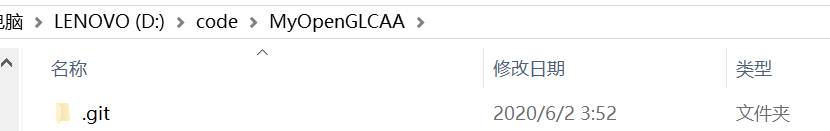 电脑 > LENOVO (D:) > code > MyOpenGLCAA >
名称 修改日期 类型
.git 2020/6/2 3:52 文件夹